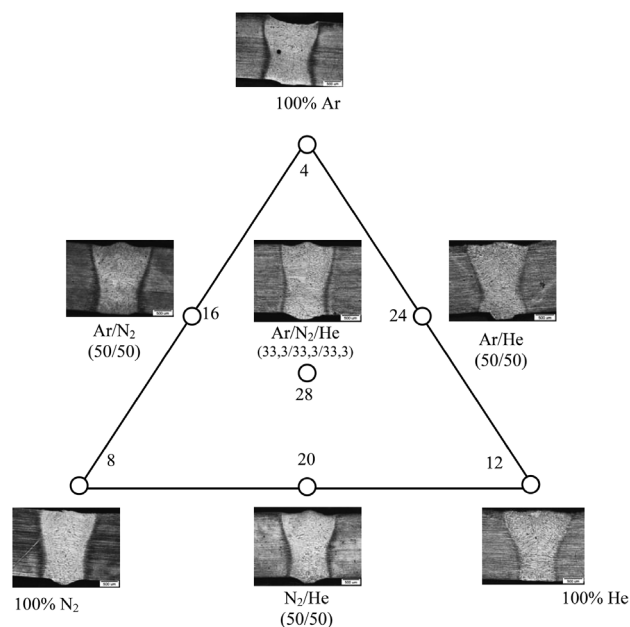 100% Ar
4
16
24
Ar/N₂
(50/50)
Ar/N₂/He
(33,3/33,3/33,3)
Ar/He
(50/50)
28
8
20
12
100% N₂
N₂/He
(50/50)
100% He